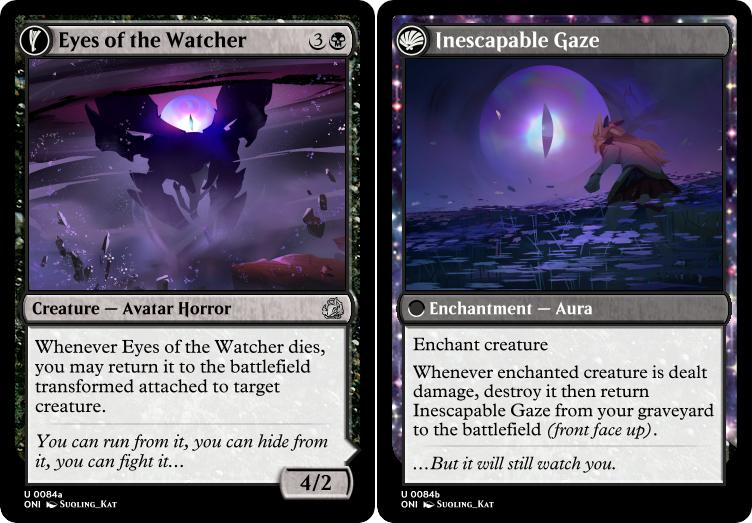 Eyes of the Watcher 3
Creature — Avatar Horror
Whenever Eyes of the Watcher dies,
you may return it to the battlefield
transformed attached to target
creature.
You can run from it, you can hide from
it, you can fight it…
4/2
U 0084a
ONI SUOLING_KAT
Inescapable Gaze
Enchantment — Aura
Enchant creature
Whenever enchanted creature is dealt
damage, destroy it then return
Inescapable Gaze from your graveyard
to the battlefield (front face up).
…But it will still watch you.
U 0084b
ONI SUOLING_KAT